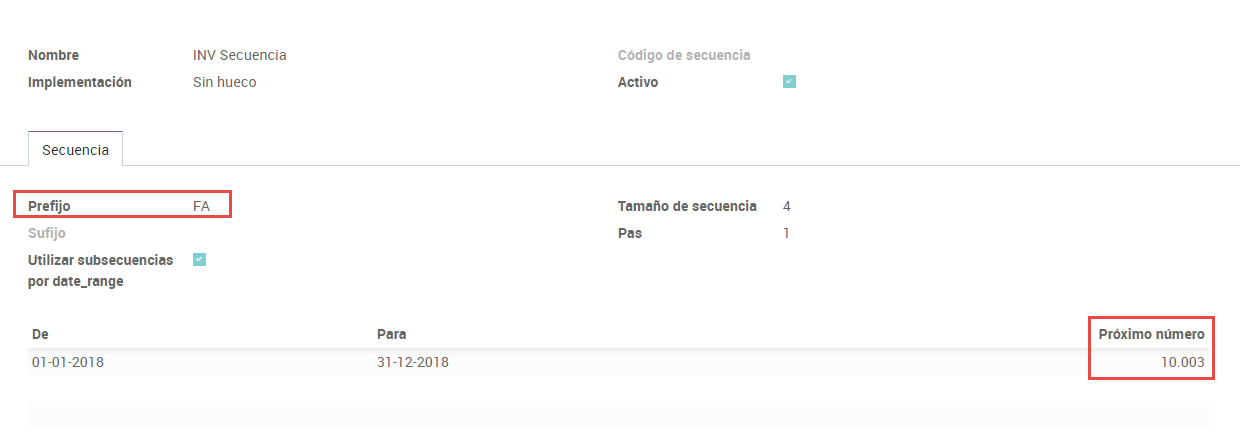 Nombre INV Secuencia Código de secuencia
Implementación Sin hueco Activo
Secuencia
Prefijo FA Tamaño de secuencia 4
Sufijo Pas 1
Utilizar subsecuencias
por date_range
De Para Próximo número
01-01-2018 31-12-2018 10.003